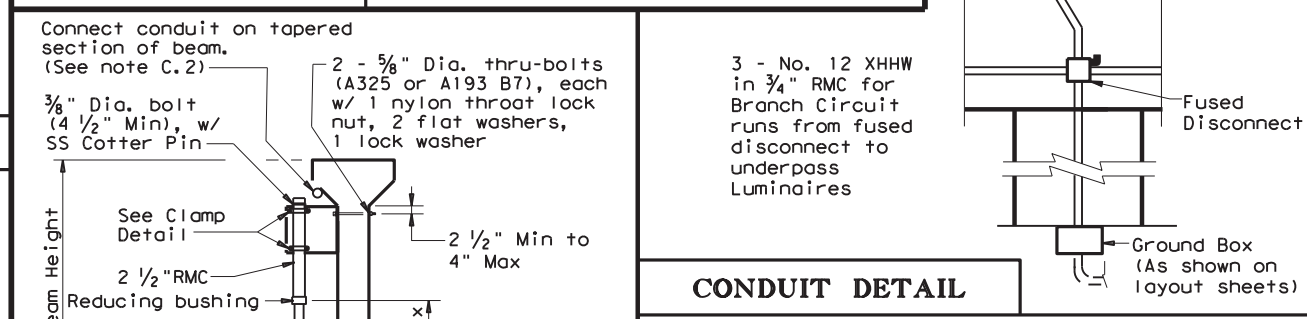 Connect conduit on tapered
section of beam.
(See note C.2)
2 - 5/8" Dia. thru-bolts
(A325 or A193 B7), each
w/ 1 nylon throat lock
nut, 2 flat washers,
1 lock washer
3/8" Dia. bolt
(4 1/2" Min), w/
SS Cotter Pin
See Clamp
Detail
2 1/2"RMC
Reducing bushing
Height
2 1/2" Min to
4" Max
x
3 - No. 12 XHHW
in 3/4" RMC for
Branch Circuit
runs from fused
disconnect to
underpass
Luminaires
Fused
Disconnect
Ground Box
(As shown on
layout sheets)
CONDUIT DETAIL